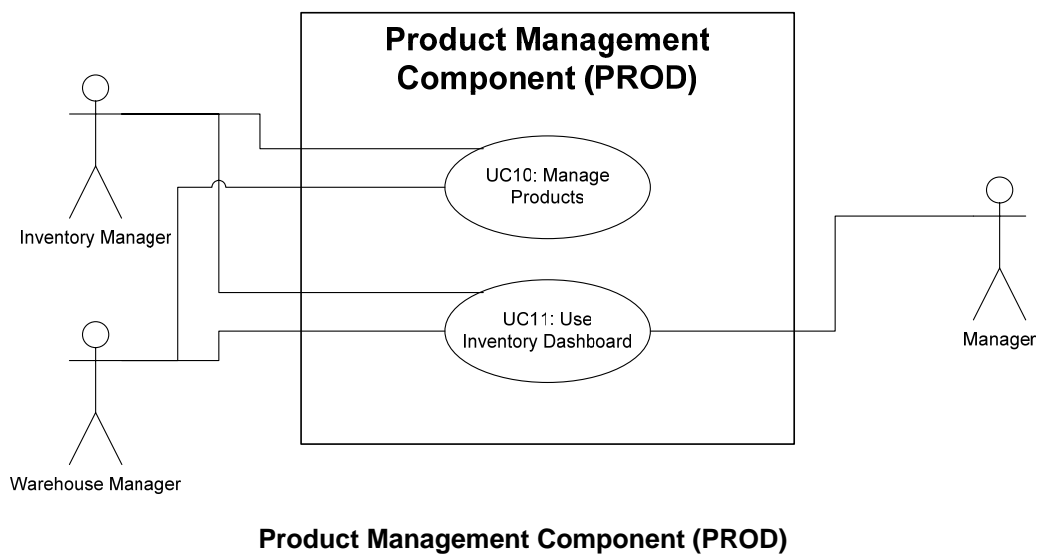 Product Management
Component (PROD)
UC10: Manage
Products
Inventory Manager
UC11: Use
Inventory Dashboard
Manager
Warehouse Manager
Product Management Component (PROD)